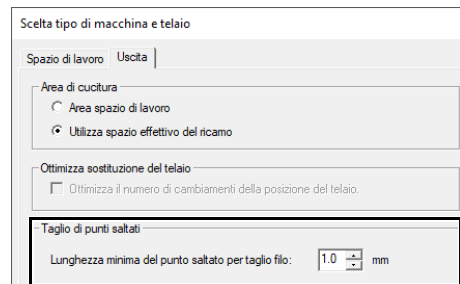 Scelta tipo di macchina e telaio
Spazio di lavoro Uscita
Area di cucitura
Area spazio di lavoro
Utilizza spazio effettivo del ricamo
Ottimizza sostituzione del telaio
Ottimizza il numero di cambiamenti della posizione del telaio.
Taglio di punti saltati
Lunghezza minima del punto saltato per taglio filo: 1.0 mm